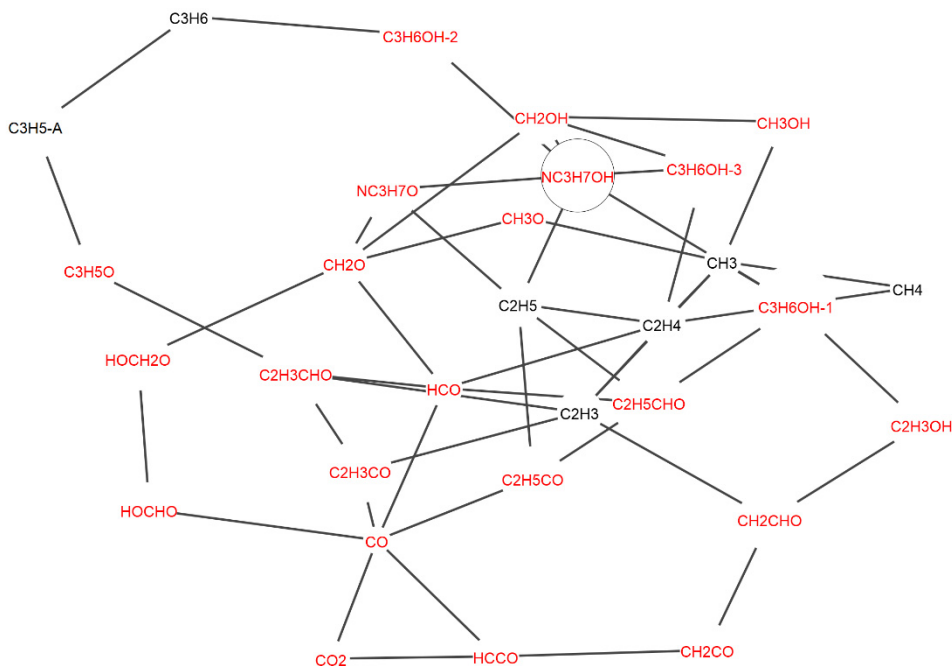 C3H6
C3H6OH-2
C3H5-A
CH2OH
CH3OH
NC3H7O
NC3H7OH
C3H6OH-3
CH3O
C3H5O
CH2O
CH3
CH4
C2H5
C2H4
C3H6OH-1
HOCH2O
C2H3CHO
HCO
C2H3
C2H5CHO
C2H3OH
C2H3CO
C2H5CO
HOCHO
CO
CH2CHO
CO2
HCCO
CH2CO